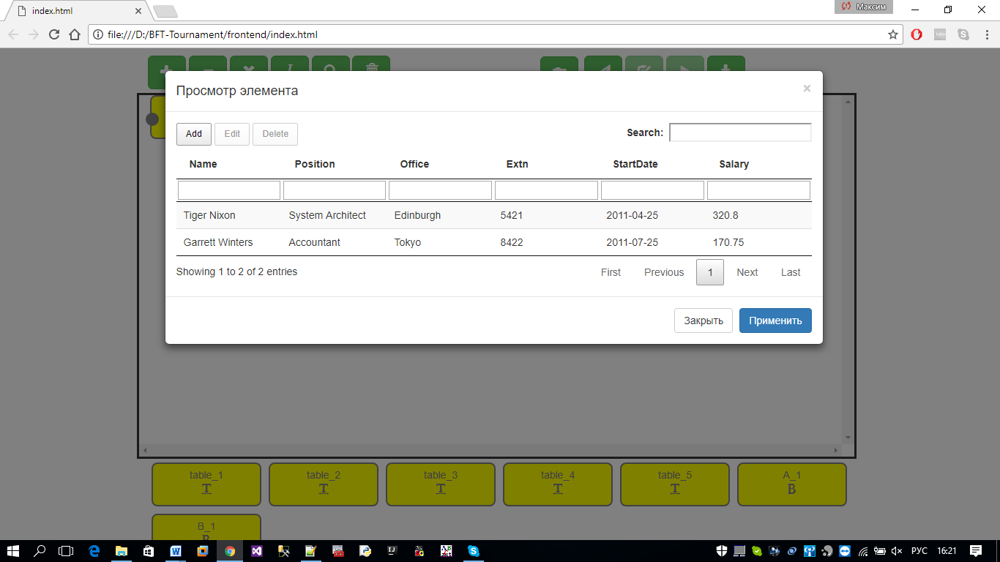 index.html
Максим
file:///D:/BFT-Tournament/frontend/index.html
Просмотр элемента
×
Add Edit Delete Search:
Name Position Office Extn StartDate Salary
Tiger Nixon System Architect Edinburgh 5421 2011-04-25 320.8
Garrett Winters Accountant Tokyo 8422 2011-07-25 170.75
Showing 1 to 2 of 2 entries First Previous 1 Next Last
Закрыть Применить
table_1 table_2 table_3 table_4 table_5 A_1
T T T T T B
B_1
B
РУС 16:21